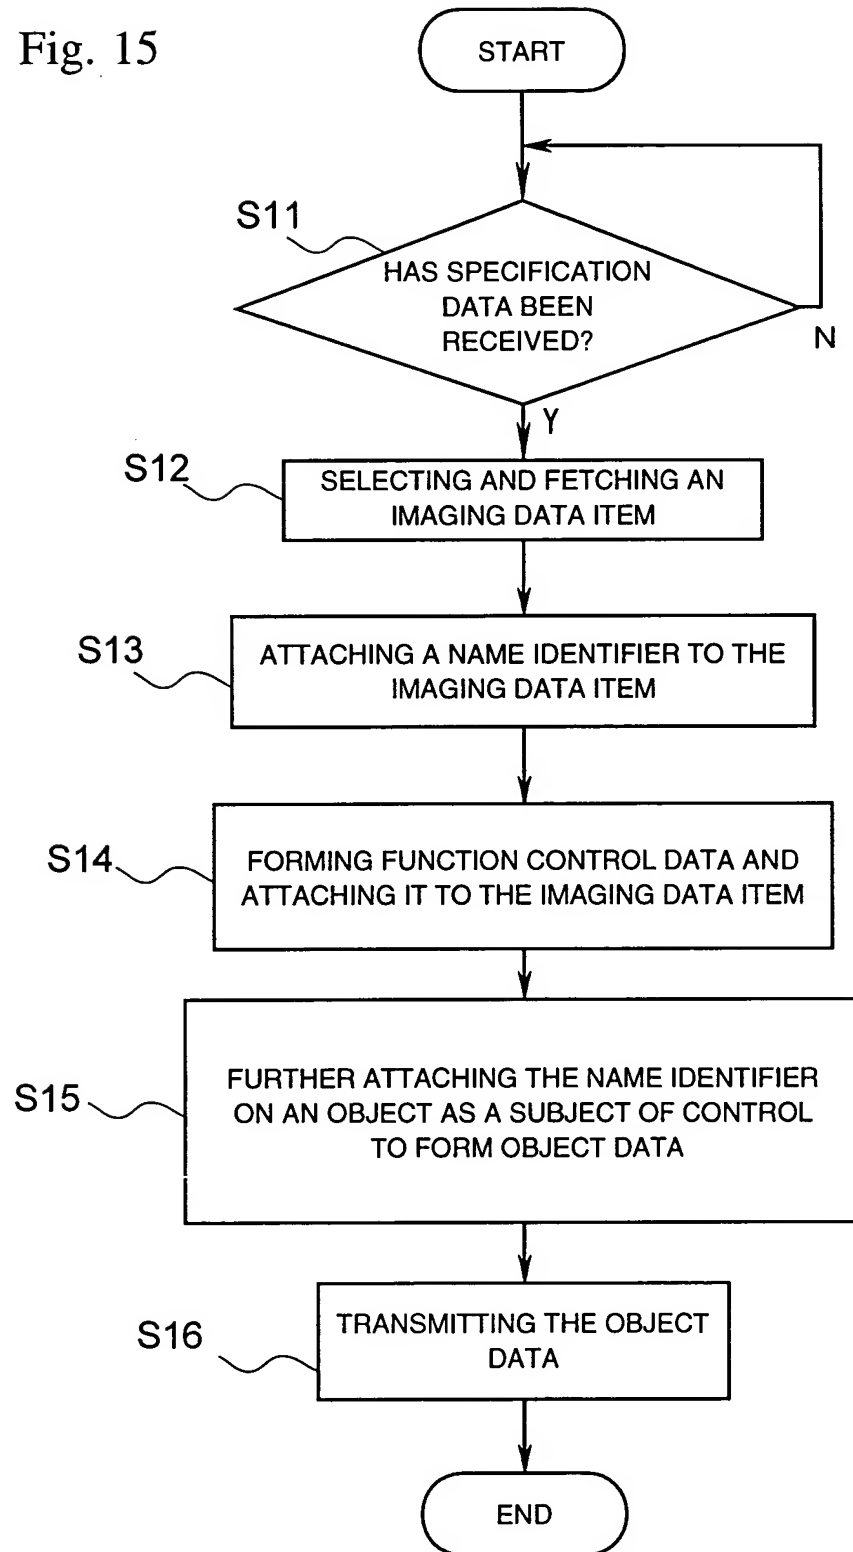 Fig. 15
START
S11
HAS SPECIFICATION
DATA BEEN
RECEIVED?
N
Y
S12
SELECTING AND FETCHING AN
IMAGING DATA ITEM
S13
ATTACHING A NAME IDENTIFIER TO THE
IMAGING DATA ITEM
S14
FORMING FUNCTION CONTROL DATA AND
ATTACHING IT TO THE IMAGING DATA ITEM
S15
FURTHER ATTACHING THE NAME IDENTIFIER
ON AN OBJECT AS A SUBJECT OF CONTROL
TO FORM OBJECT DATA
S16
TRANSMITTING THE OBJECT
DATA
END